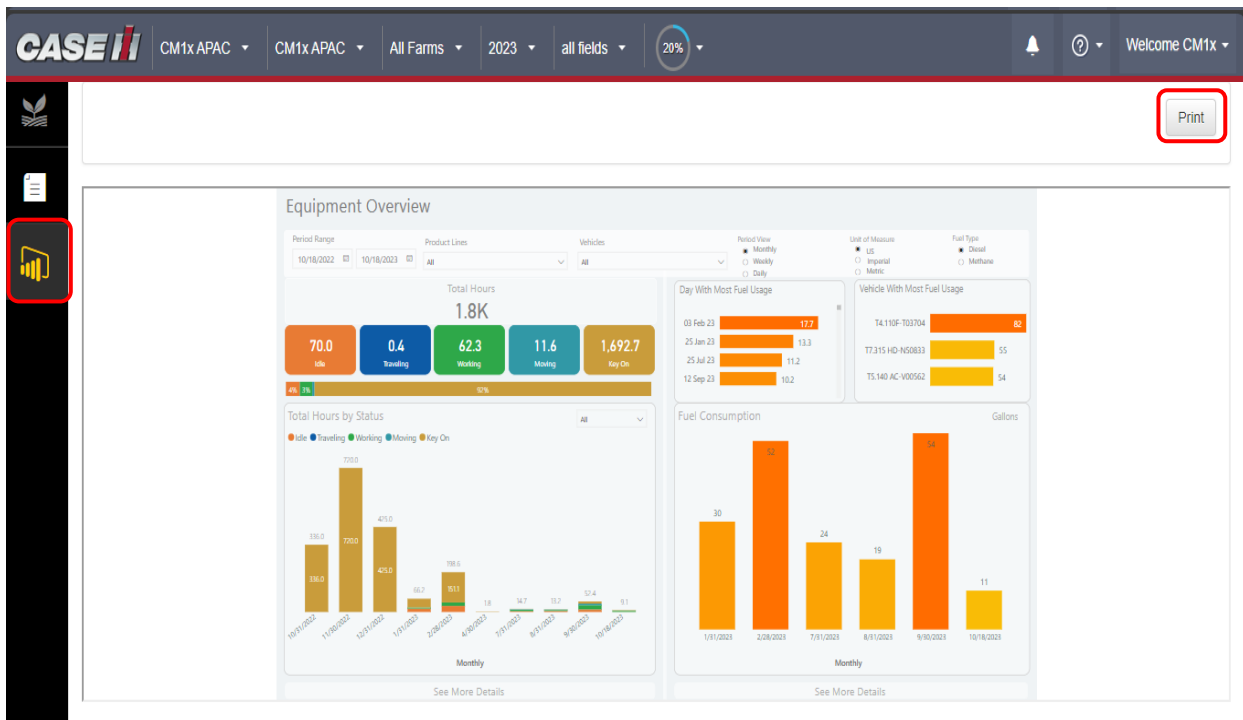 CASE IH CM1x APAC CM1x APAC All Farms 2023 all fields 20% Welcome CM1x
Print
Equipment Overview
Period Range Product Lines Vehicles Period View Unit of Measure Fuel Type
10/18/2022 10/18/2023 All All
Monthly US Diesel
Weekly Imperial Methane
Daily Metric
Total Hours
1.8K
70.0 0.4 62.3 11.6 1,692.7
Idle Traveling Working Moving Key On
4% 3% 97%
Day With Most Fuel Usage
03 Feb 23 17.7
25 Jan 23 13.3
25 Jul 23 11.2
12 Sep 23 10.2
Vehicle With Most Fuel Usage
T4.110F-T03704 82
T7.315 HD-NS0833 55
T5.140 AC-V00562 54
Total Hours by Status All
Idle Traveling Working Moving Key On
720.0
475.0
336.0 720.0
198.6
336.0 425.0
66.2 151.1
1.8 14.7 13.2 52.4 9.1
10/31/2022 11/30/2022 12/31/2022 1/31/2023 2/28/2023 4/30/2023 7/31/2023 8/31/2023 9/30/2023 10/18/2023
Monthly
See More Details
Fuel Consumption Gallons
52 54
30
24
19
11
1/31/2023 2/28/2023 7/31/2023 8/31/2023 9/30/2023 10/18/2023
Monthly
See More Details